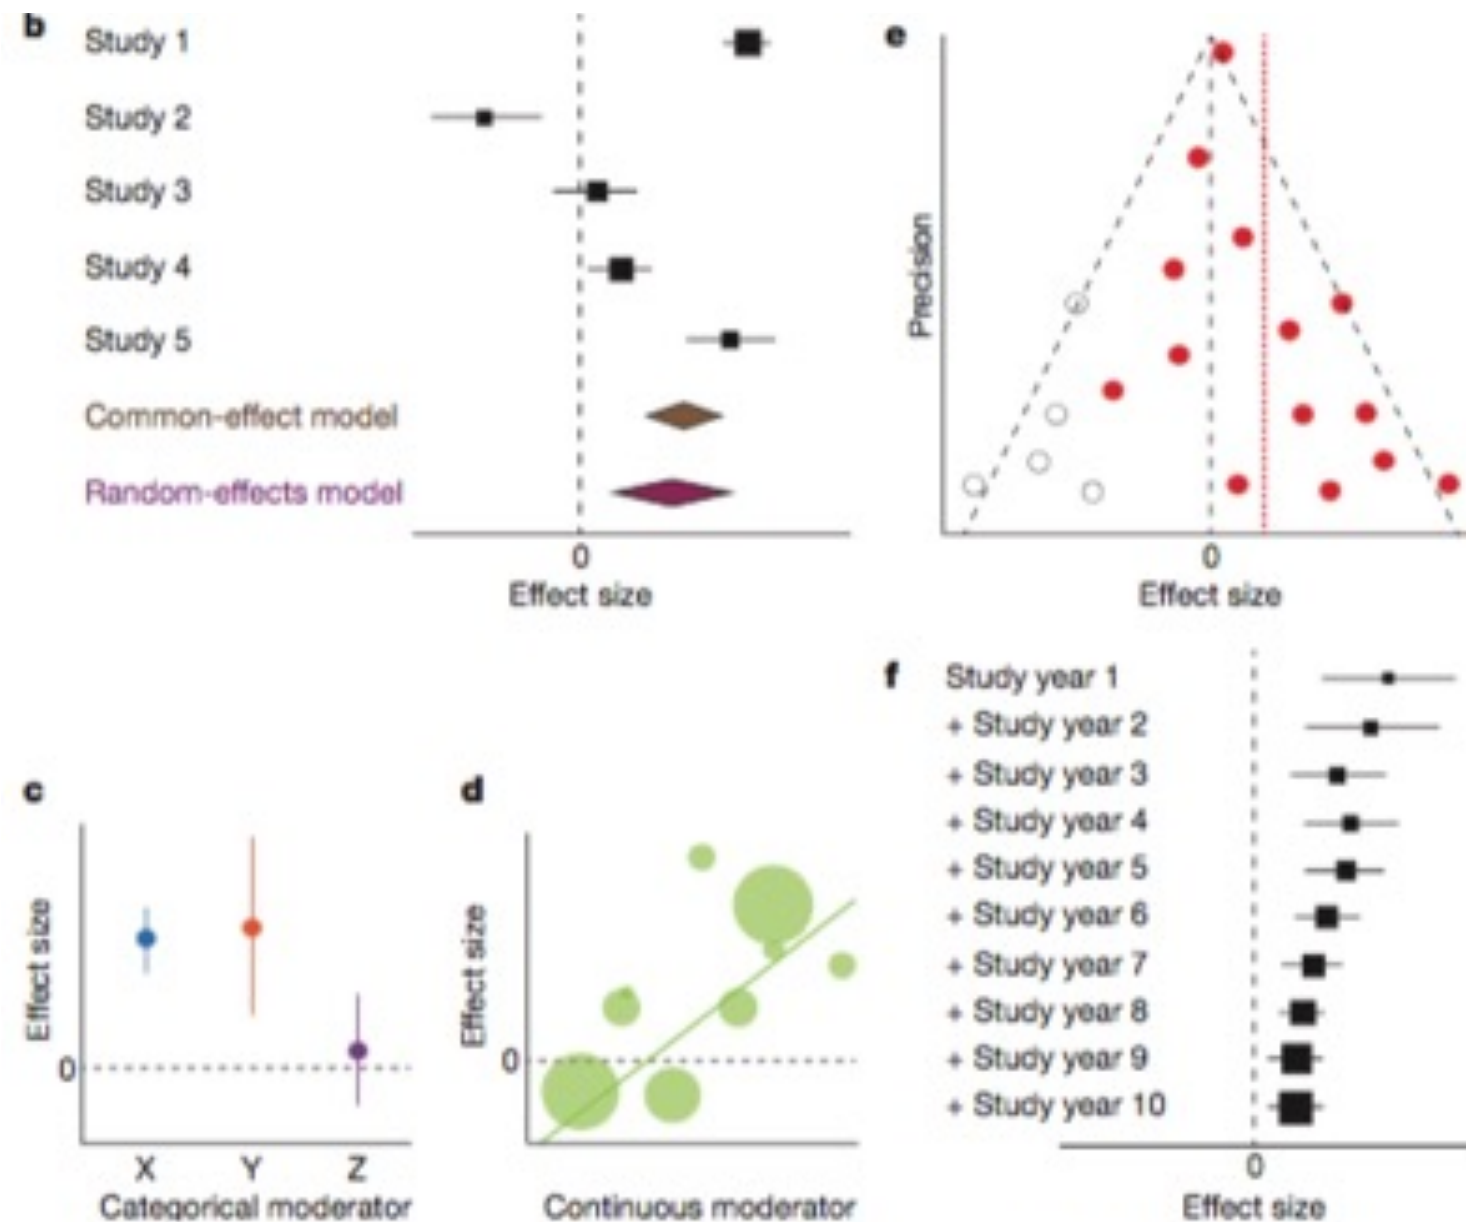 b
Study 1
Study 2
Study 3
Study 4
Study 5
Common-effect model
Random-effects model
0
Effect size
e
Precision
0
Effect size
c
Effect size
0
X Y Z
Categorical moderator
d
Effect size
0
Continuous moderator
f
Study year 1
+ Study year 2
+ Study year 3
+ Study year 4
+ Study year 5
+ Study year 6
+ Study year 7
+ Study year 8
+ Study year 9
+ Study year 10
0
Effect size